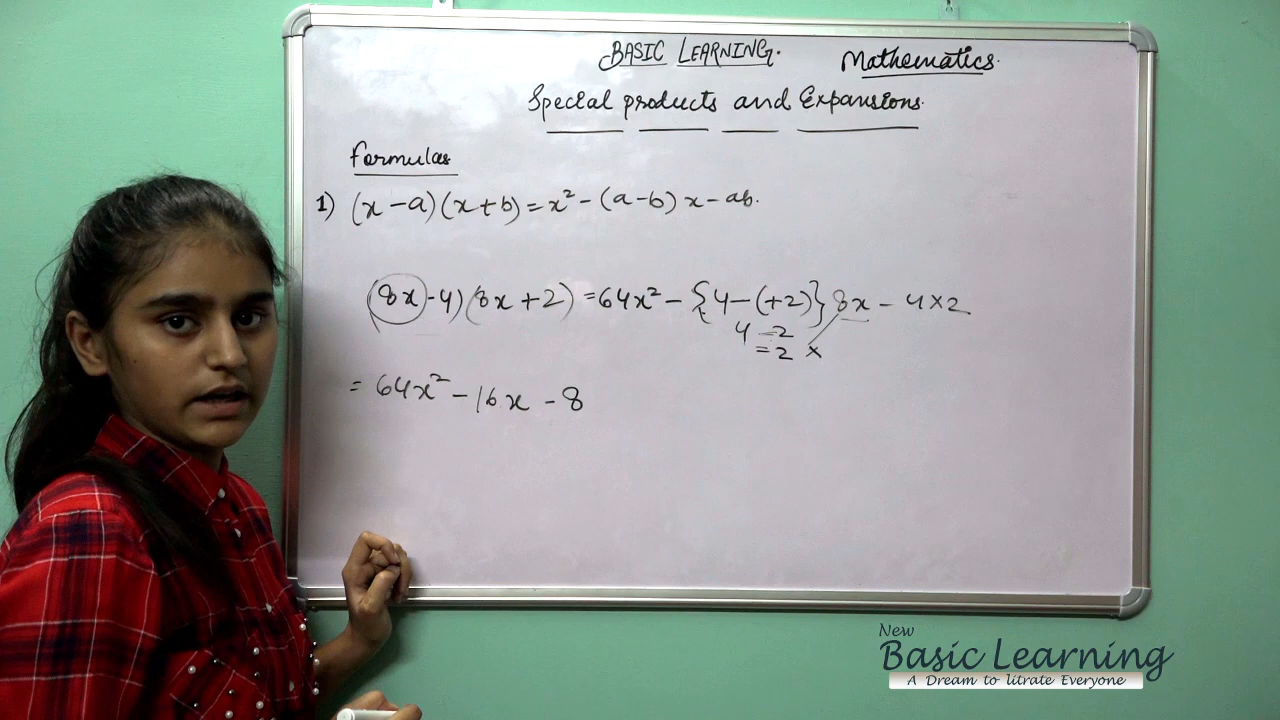 BASIC LEARNING. Mathematics.
Special products and Expansions.
Formulas
1) (x-a)(x+b)=x²-(a-b)x-ab.
(8x-4)(8x+2)=64x²-{4-(+2)}8x-4×2
4-2
=2 ×
=64x²-16x-8
New
Basic Learning
A Dream to litrate Everyone